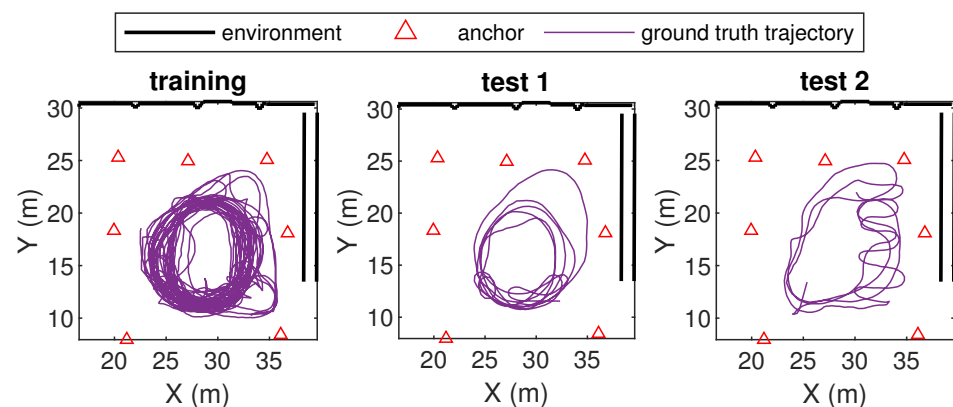 environment anchor ground truth trajectory
training test 1 test 2
30 30 30
25 25 25
20 20 20
15 15 15
10 10 10
Y (m) Y (m) Y (m)
20 25 30 35 20 25 30 35 20 25 30 35
X (m) X (m) X (m)